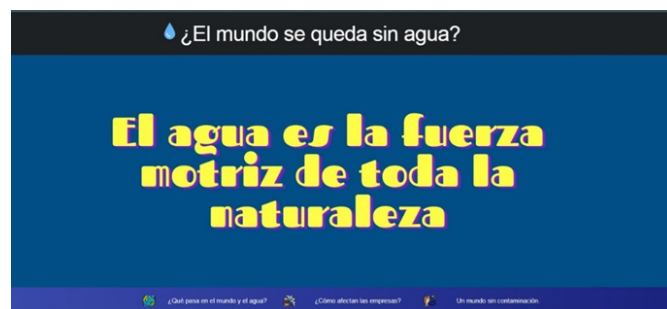 ¿El mundo se queda sin agua?
El agua es la fuerza
motriz de toda la
naturaleza
¿Qué pasa en el mundo y el agua? ¿Cómo afectan las empresas? Un mundo sin contaminación.